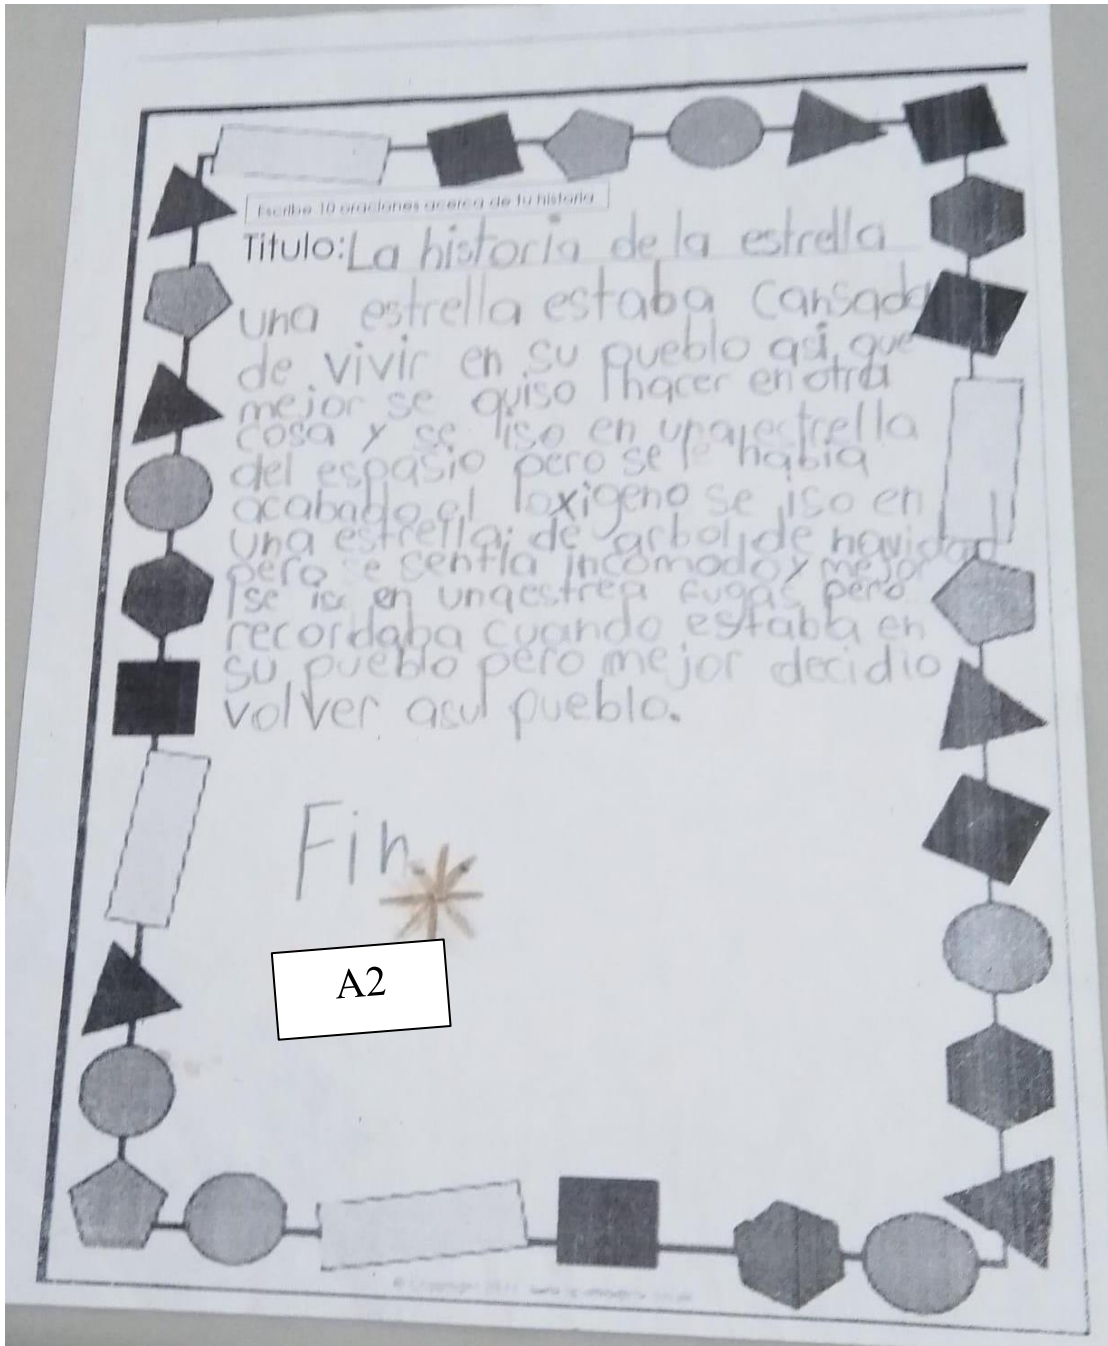 Escribe 10 oraciones acerca de tu historia
Titulo: La historia de la estrella
una estrella estaba cansada
de vivir en su pueblo asi que
mejor se quiso hacer en otra
cosa y se iso en una estrella
del espasio pero se le habia
acabado el oxigeno se iso en
una estrella de arbol de navidad
pero se sentia incomodo y mejor
se iso en una estrea fugas pero
recordaba cuando estaba en
su pueblo pero mejor decidio
volver asu pueblo.
Fin
A2
© Copyright